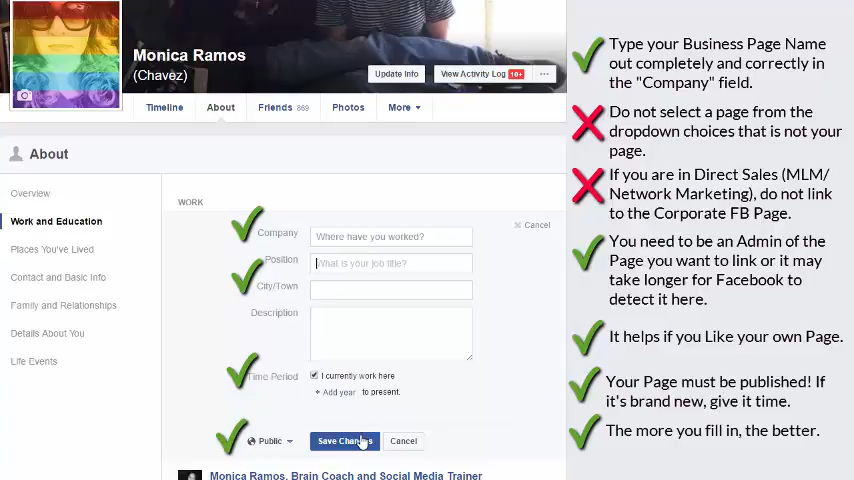 Monica Ramos
(Chavez)
Update Info
View Activity Log 10+
...
Timeline
About
Friends 869
Photos
More
About
Overview
Work and Education
Places You've Lived
Contact and Basic Info
Family and Relationships
Details About You
Life Events
WORK
Cancel
Company
Where have you worked?
Position
What is your job title?
City/Town
Description
Time Period
I currently work here
+ Add year to present.
Public
Save Changes
Cancel
Monica Ramos, Brain Coach and Social Media Trainer
Type your Business Page Name
out completely and correctly in
the "Company" field.
Do not select a page from the
dropdown choices that is not your
page.
If you are in Direct Sales (MLM/
Network Marketing), do not link
to the Corporate FB Page.
You need to be an Admin of the
Page you want to link or it may
take longer for Facebook to
detect it here.
It helps if you Like your own Page.
Your Page must be published! If
it's brand new, give it time.
The more you fill in, the better.